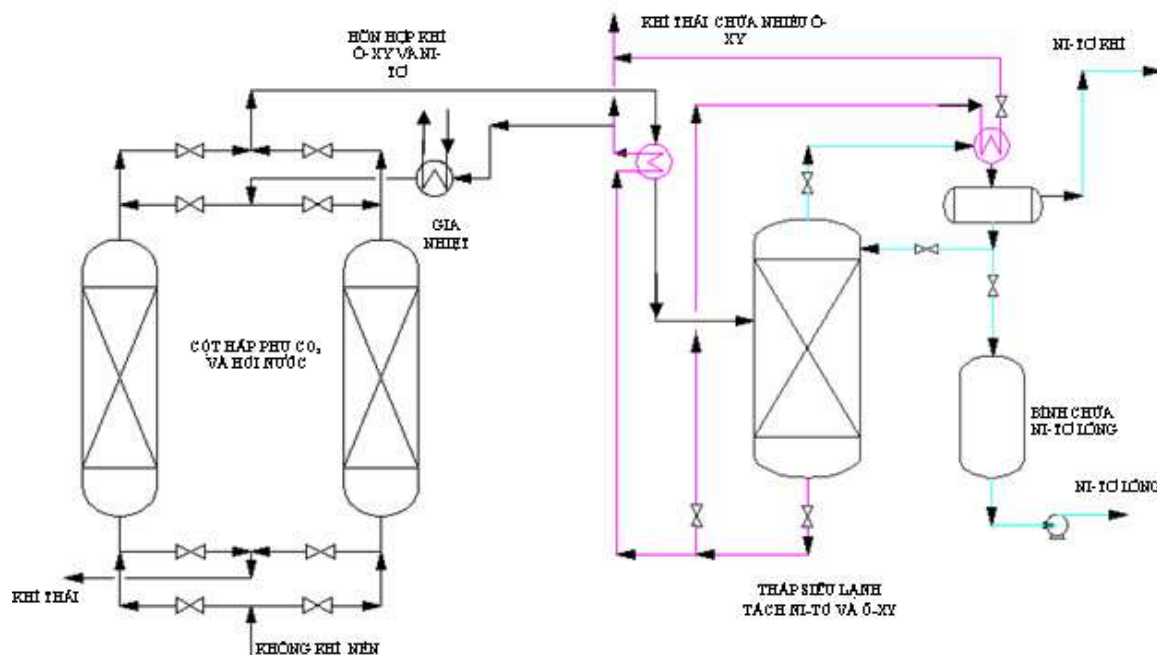 HỖN HỢP KHÍ
Ô-XY VÀ NI-
TƠ
KHÍ THẢI CHỨA NHIỀU Ô-
XY
NI-TƠ KHÍ
GIA
NHIỆT
CỘT HẤP PHỤ CO₂
VÀ HƠI NƯỚC
BÌNH CHỨA
NI-TƠ LỎNG
NI-TƠ LỎNG
THÁP SIÊU LẠNH
TÁCH NI-TƠ VÀ Ô-XY
KHÍ THẢI
KHÔNG KHÍ NÉN